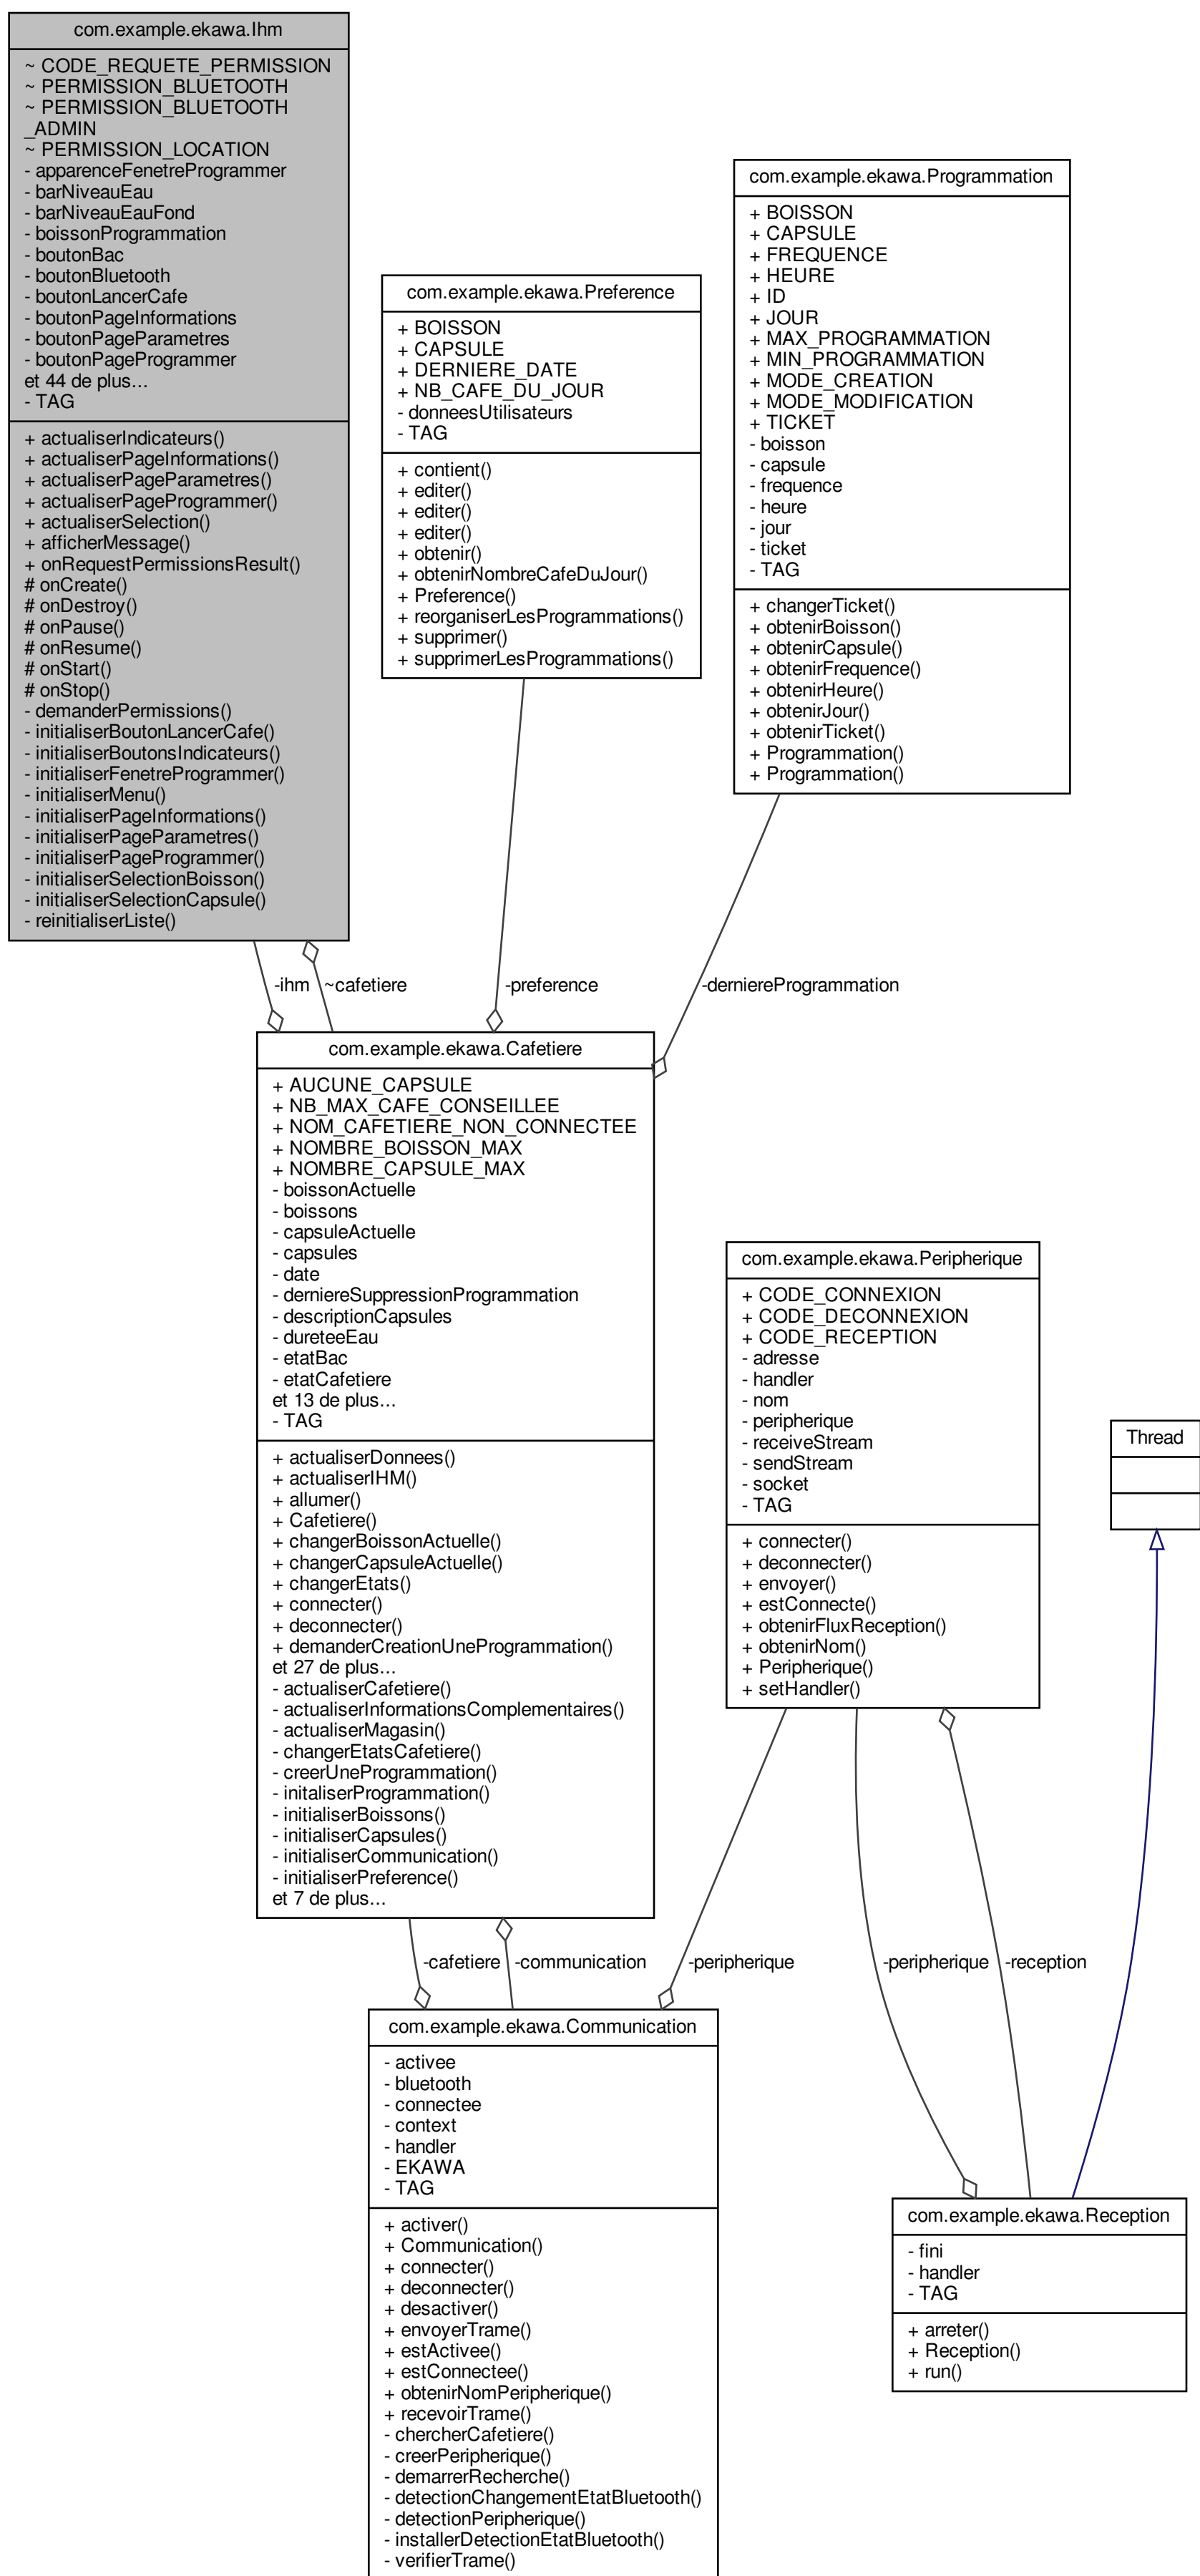 com.example.ekawa.Ihm
~ CODE_REQUETE_PERMISSION
~ PERMISSION_BLUETOOTH
~ PERMISSION_BLUETOOTH
_ADMIN
~ PERMISSION_LOCATION
- apparenceFenetreProgrammer
- barNiveauEau
- barNiveauEauFond
- boissonProgrammation
- boutonBac
- boutonBluetooth
- boutonLancerCafe
- boutonPageInformations
- boutonPageParametres
- boutonPageProgrammer
et 44 de plus...
- TAG
+ actualiserIndicateurs()
+ actualiserPageInformations()
+ actualiserPageParametres()
+ actualiserPageProgrammer()
+ actualiserSelection()
+ afficherMessage()
+ onRequestPermissionsResult()
# onCreate()
# onDestroy()
# onPause()
# onResume()
# onStart()
# onStop()
- demanderPermissions()
- initialiserBoutonLancerCafe()
- initialiserBoutonsIndicateurs()
- initialiserFenetreProgrammer()
- initialiserMenu()
- initialiserPageInformations()
- initialiserPageParametres()
- initialiserPageProgrammer()
- initialiserSelectionBoisson()
- initialiserSelectionCapsule()
- reinitialiserListe()
com.example.ekawa.Preference
+ BOISSON
+ CAPSULE
+ DERNIERE_DATE
+ NB_CAFE_DU_JOUR
- donneesUtilisateurs
- TAG
+ contient()
+ editer()
+ editer()
+ editer()
+ obtenir()
+ obtenirNombreCafeDuJour()
+ Preference()
+ reorganiserLesProgrammations()
+ supprimer()
+ supprimerLesProgrammations()
com.example.ekawa.Programmation
+ BOISSON
+ CAPSULE
+ FREQUENCE
+ HEURE
+ ID
+ JOUR
+ MAX_PROGRAMMATION
+ MIN_PROGRAMMATION
+ MODE_CREATION
+ MODE_MODIFICATION
+ TICKET
- boisson
- capsule
- frequence
- heure
- jour
- ticket
- TAG
+ changerTicket()
+ obtenirBoisson()
+ obtenirCapsule()
+ obtenirFrequence()
+ obtenirHeure()
+ obtenirJour()
+ obtenirTicket()
+ Programmation()
+ Programmation()
-ihm
~cafetiere
-preference
-derniereProgrammation
com.example.ekawa.Cafetiere
+ AUCUNE_CAPSULE
+ NB_MAX_CAFE_CONSEILLEE
+ NOM_CAFETIERE_NON_CONNECTEE
+ NOMBRE_BOISSON_MAX
+ NOMBRE_CAPSULE_MAX
- boissonActuelle
- boissons
- capsuleActuelle
- capsules
- date
- derniereSuppressionProgrammation
- descriptionCapsules
- dureteeEau
- etatBac
- etatCafetiere
et 13 de plus...
- TAG
+ actualiserDonnees()
+ actualiserIHM()
+ allumer()
+ Cafetiere()
+ changerBoissonActuelle()
+ changerCapsuleActuelle()
+ changerEtats()
+ connecter()
+ deconnecter()
+ demanderCreationUneProgrammation()
et 27 de plus...
- actualiserCafetiere()
- actualiserInformationsComplementaires()
- actualiserMagasin()
- changerEtatsCafetiere()
- creerUneProgrammation()
- initaliserProgrammation()
- initialiserBoissons()
- initialiserCapsules()
- initialiserCommunication()
- initialiserPreference()
et 7 de plus...
com.example.ekawa.Peripherique
+ CODE_CONNEXION
+ CODE_DECONNEXION
+ CODE_RECEPTION
- adresse
- handler
- nom
- peripherique
- receiveStream
- sendStream
- socket
- TAG
+ connecter()
+ deconnecter()
+ envoyer()
+ estConnecte()
+ obtenirFluxReception()
+ obtenirNom()
+ Peripherique()
+ setHandler()
Thread
-cafetiere
-communication
-peripherique
-peripherique
-reception
com.example.ekawa.Communication
- activee
- bluetooth
- connectee
- context
- handler
- EKAWA
- TAG
+ activer()
+ Communication()
+ connecter()
+ deconnecter()
+ desactiver()
+ envoyerTrame()
+ estActivee()
+ estConnectee()
+ obtenirNomPeripherique()
+ recevoirTrame()
- chercherCafetiere()
- creerPeripherique()
- demarrerRecherche()
- detectionChangementEtatBluetooth()
- detectionPeripherique()
- installerDetectionEtatBluetooth()
- verifierTrame()
com.example.ekawa.Reception
- fini
- handler
- TAG
+ arreter()
+ Reception()
+ run()